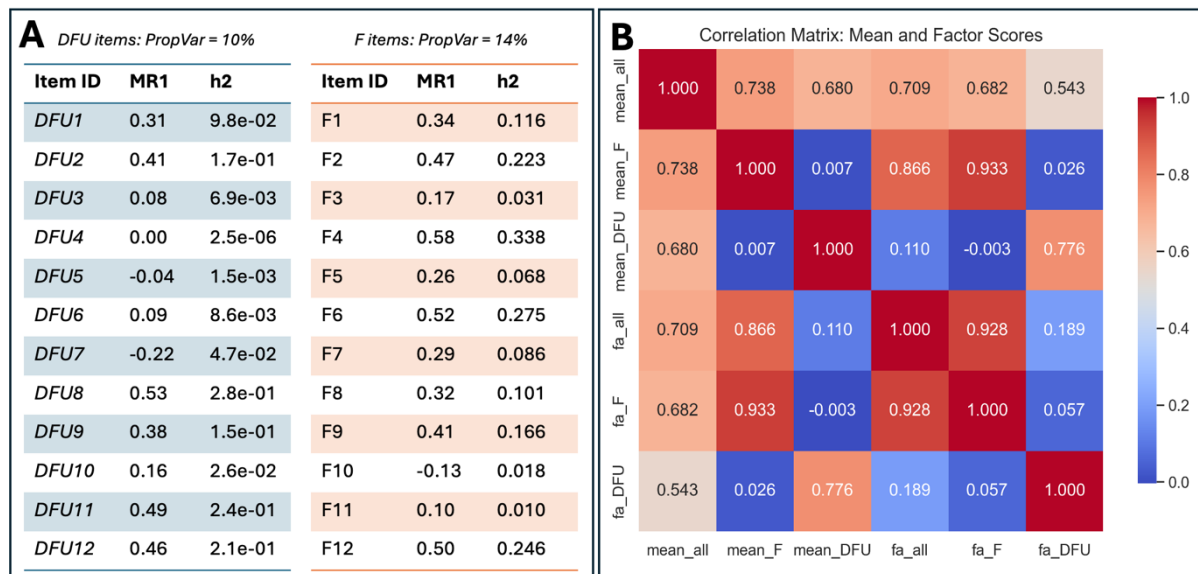 A
DFU items: PropVar = 10%
F items: PropVar = 14%
Item ID MR1 h2
DFU1 0.31 9.8e-02
DFU2 0.41 1.7e-01
DFU3 0.08 6.9e-03
DFU4 0.00 2.5e-06
DFU5 -0.04 1.5e-03
DFU6 0.09 8.6e-03
DFU7 -0.22 4.7e-02
DFU8 0.53 2.8e-01
DFU9 0.38 1.5e-01
DFU10 0.16 2.6e-02
DFU11 0.49 2.4e-01
DFU12 0.46 2.1e-01
Item ID MR1 h2
F1 0.34 0.116
F2 0.47 0.223
F3 0.17 0.031
F4 0.58 0.338
F5 0.26 0.068
F6 0.52 0.275
F7 0.29 0.086
F8 0.32 0.101
F9 0.41 0.166
F10 -0.13 0.018
F11 0.10 0.010
F12 0.50 0.246
B
Correlation Matrix: Mean and Factor Scores
mean_all 1.000 0.738 0.680 0.709 0.682 0.543
mean_F 0.738 1.000 0.007 0.866 0.933 0.026
mean_DFU 0.680 0.007 1.000 0.110 -0.003 0.776
fa_all 0.709 0.866 0.110 1.000 0.928 0.189
fa_F 0.682 0.933 -0.003 0.928 1.000 0.057
fa_DFU 0.543 0.026 0.776 0.189 0.057 1.000
mean_all mean_F mean_DFU fa_all fa_F fa_DFU
1.0
0.8
0.6
0.4
0.2
0.0